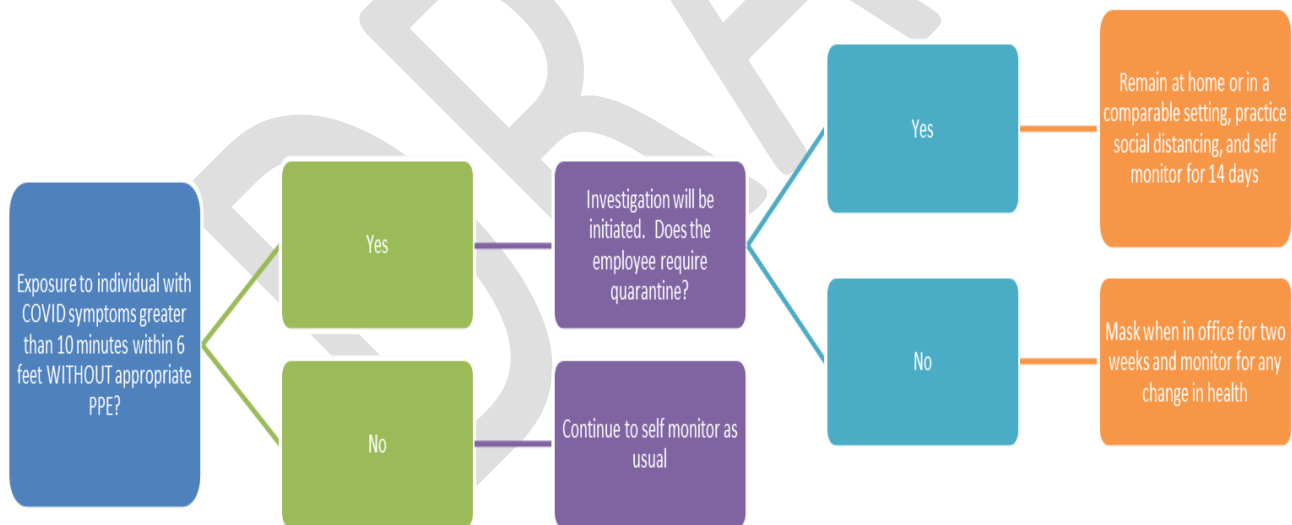 Exposure to individual with
COVID symptoms greater
than 10 minutes within 6
feet WITHOUT appropriate
PPE?
Yes
No
Investigation will be
initiated. Does the
employee require
quarantine?
Continue to self monitor as
usual
Yes
No
Remain at home or in a
comparable setting, practice
social distancing, and self
monitor for 14 days
Mask when in office for two
weeks and monitor for any
change in health